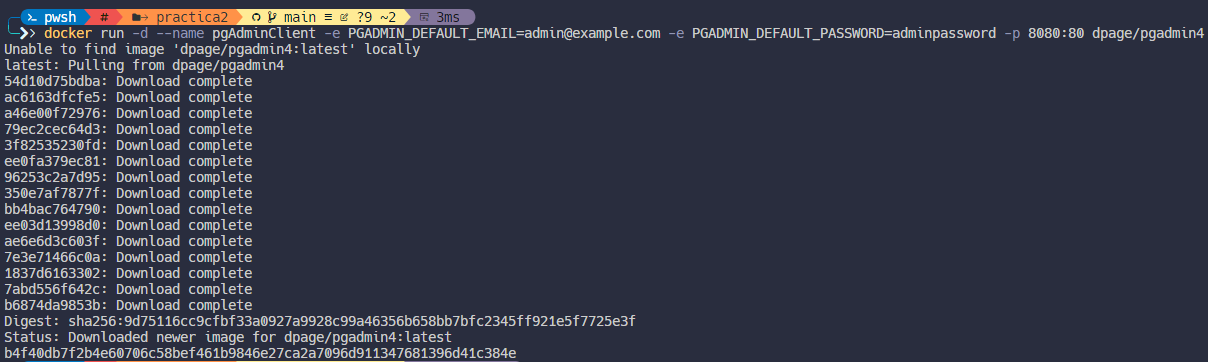 pwsh # practica2 main ≡ ?9 ~2 3ms
docker run -d --name pgAdminClient -e PGADMIN_DEFAULT_EMAIL=admin@example.com -e PGADMIN_DEFAULT_PASSWORD=adminpassword -p 8080:80 dpage/pgadmin4
Unable to find image 'dpage/pgadmin4:latest' locally
latest: Pulling from dpage/pgadmin4
54d10d75bdba: Download complete
ac6163dfcfe5: Download complete
a46e00f72976: Download complete
79ec2cec64d3: Download complete
3f82535230fd: Download complete
ee0fa379ec81: Download complete
96253c2a7d95: Download complete
350e7af7877f: Download complete
bb4bac764790: Download complete
ee03d13998d0: Download complete
ae6e6d3c603f: Download complete
7e3e71466c0a: Download complete
1837d6163302: Download complete
7abd556f642c: Download complete
b6874da9853b: Download complete
Digest: sha256:9d75116cc9cfbf33a0927a9928c99a46356b658bb7bfc2345ff921e5f7725e3f
Status: Downloaded newer image for dpage/pgadmin4:latest
b4f40db7f2b4e60706c58bef461b9846e27ca2a7096d911347681396d41c384e